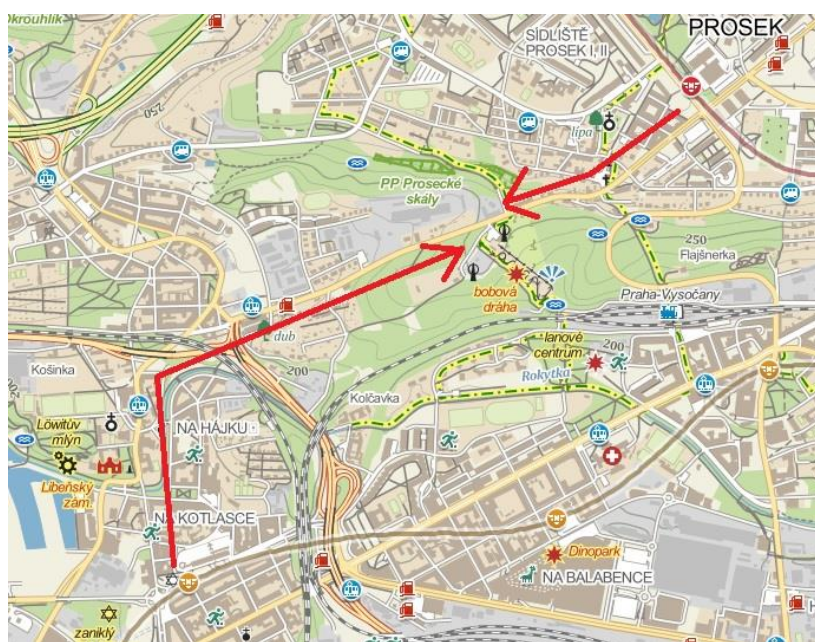 Okrouhlík
PROSEK
SÍDLIŠTĚ
PROSEK I, II
250
lípa
PP Prosecké
skály
250
Flajšnerka
bobová
dráha
Praha-Vysočany
dub
lanové
centrum
200
Košinka
200
Rokytka
Kolčavka
NA HÁJKU
Löwitův
mlýn
Libeňský
zám.
NA KOTLASCE
Dinopark
NA BALABENCE
zaniklý